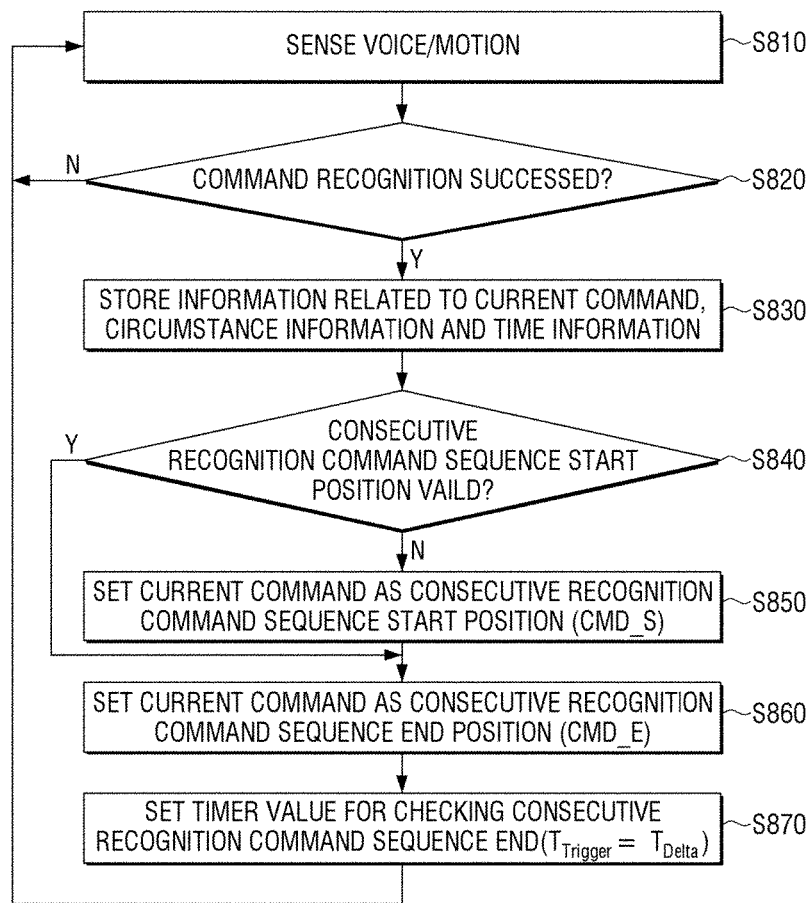 SENSE VOICE/MOTION
S810
N
COMMAND RECOGNITION SUCCESSED?
S820
Y
STORE INFORMATION RELATED TO CURRENT COMMAND,
CIRCUMSTANCE INFORMATION AND TIME INFORMATION
S830
Y
CONSECUTIVE
RECOGNITION COMMAND SEQUENCE START
POSITION VAILD?
S840
N
SET CURRENT COMMAND AS CONSECUTIVE RECOGNITION
COMMAND SEQUENCE START POSITION (CMD_S)
S850
SET CURRENT COMMAND AS CONSECUTIVE RECOGNITION
COMMAND SEQUENCE END POSITION (CMD_E)
S860
SET TIMER VALUE FOR CHECKING CONSECUTIVE
RECOGNITION COMMAND SEQUENCE END(T_Trigger = T_Delta)
S870